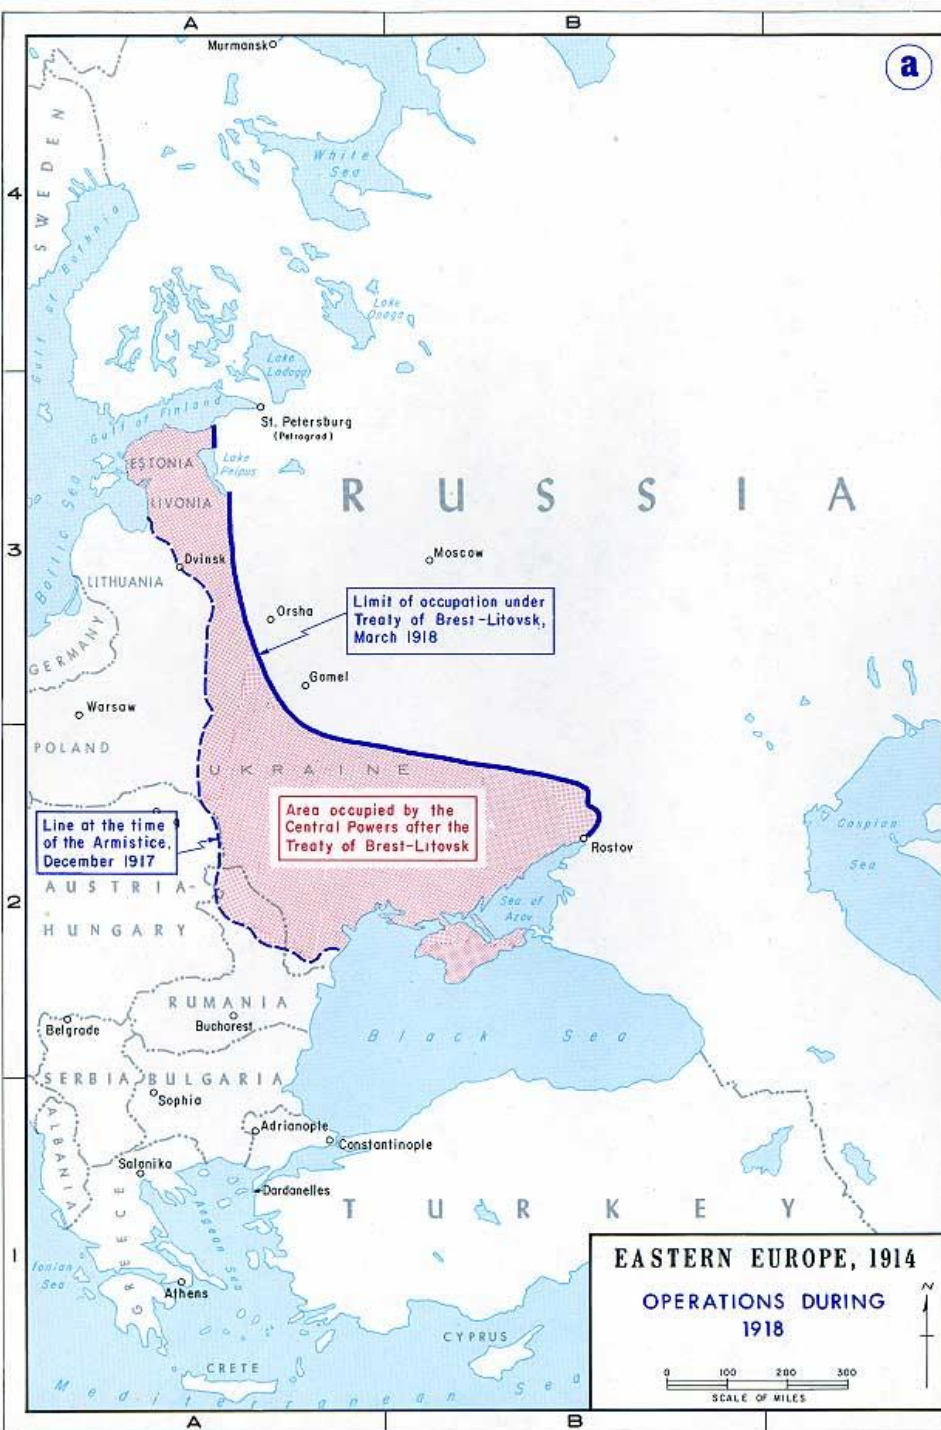 A
B
Murmansk
a
SWEDEN
White
Sea
4
Gulf of Bothnia
Lake
Onega
Lake
Ladoga
Gulf of Finland
St. Petersburg
(Petrograd)
ESTONIA
Lake
Peipus
LIVONIA
RUSSIA
Baltic Sea
3
Dvinsk
Moscow
LITHUANIA
Orsha
Limit of occupation under
Treaty of Brest-Litovsk,
March 1918
GERMANY
Gomel
Warsaw
POLAND
UKRAINE
Area occupied by the
Central Powers after the
Treaty of Brest-Litovsk
Line at the time
of the Armistice,
December 1917
Rostov
Caspian
Sea
AUSTRIA-
HUNGARY
2
Sea of
Azov
RUMANIA
Bucharest
Belgrade
Black Sea
SERBIA
BULGARIA
Sophia
ALBANIA
Adrianople
Constantinople
Salonika
Dardanelles
TURKEY
GREECE
Aegean Sea
1
Ionian
Sea
Athens
EASTERN EUROPE, 1914
OPERATIONS DURING
1918
N
CYPRUS
CRETE
0 100 200 300
SCALE OF MILES
Mediterranean Sea
A
B